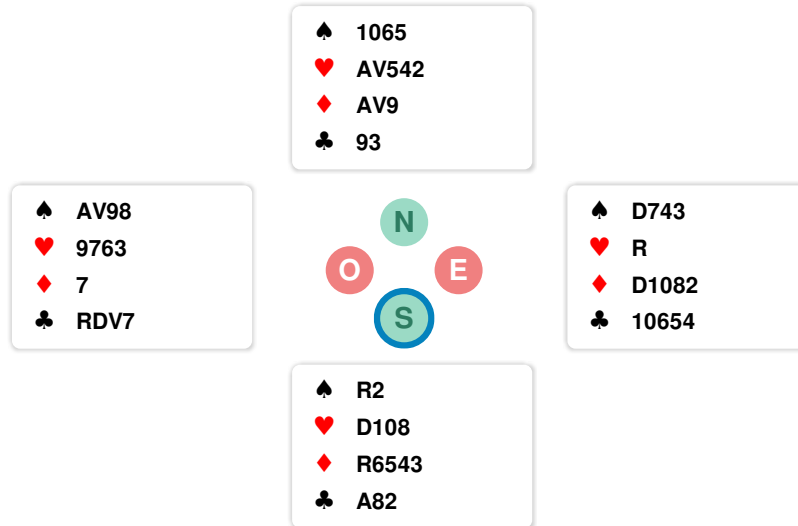 ♠ 1065
♥ AV542
♦ AV9
♣ 93
♠ AV98
♥ 9763
♦ 7
♣ RDV7
N
O E
S
♠ D743
♥ R
♦ D1082
♣ 10654
♠ R2
♥ D108
♦ R6543
♣ A82